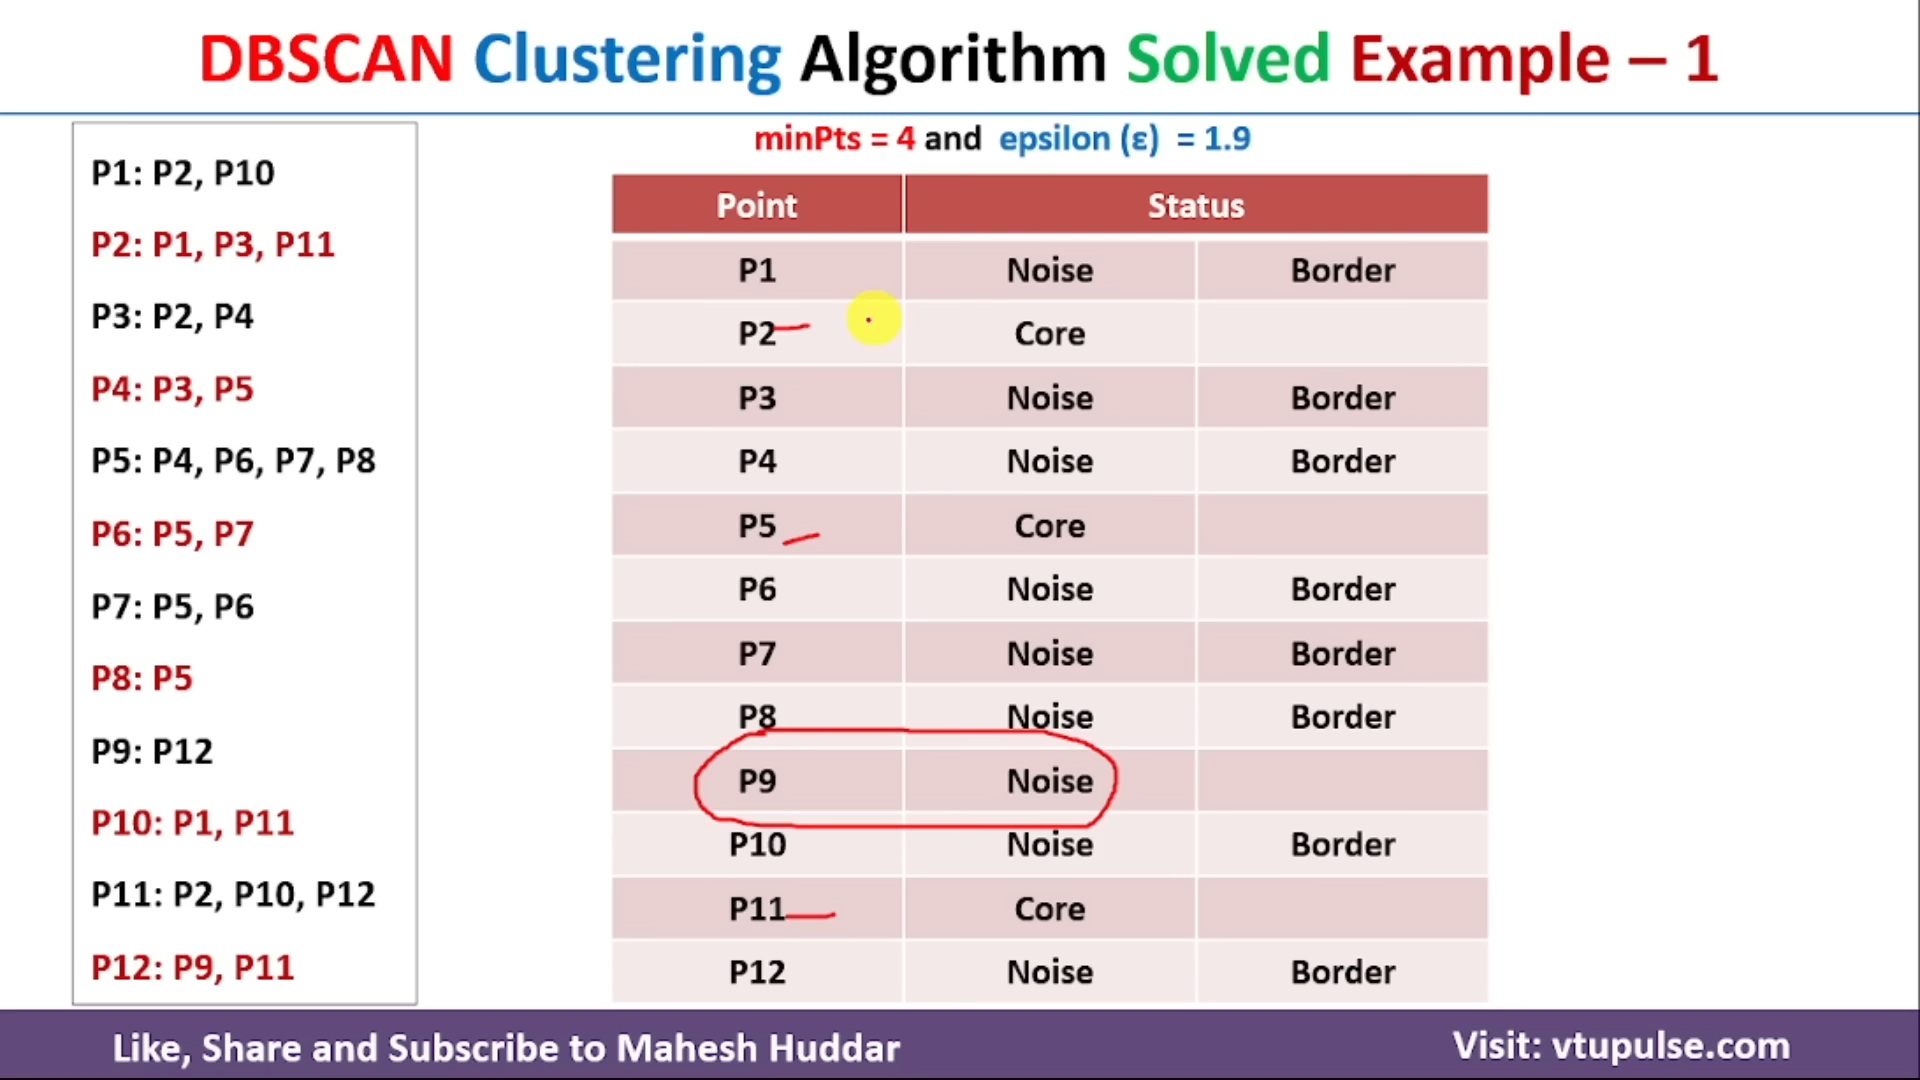 DBSCAN Clustering Algorithm Solved Example – 1
minPts = 4 and epsilon (ε) = 1.9
P1: P2, P10
P2: P1, P3, P11
P3: P2, P4
P4: P3, P5
P5: P4, P6, P7, P8
P6: P5, P7
P7: P5, P6
P8: P5
P9: P12
P10: P1, P11
P11: P2, P10, P12
P12: P9, P11
Point Status
P1 Noise Border
P2 Core
P3 Noise Border
P4 Noise Border
P5 Core
P6 Noise Border
P7 Noise Border
P8 Noise Border
P9 Noise
P10 Noise Border
P11 Core
P12 Noise Border
Like, Share and Subscribe to Mahesh Huddar
Visit: vtupulse.com